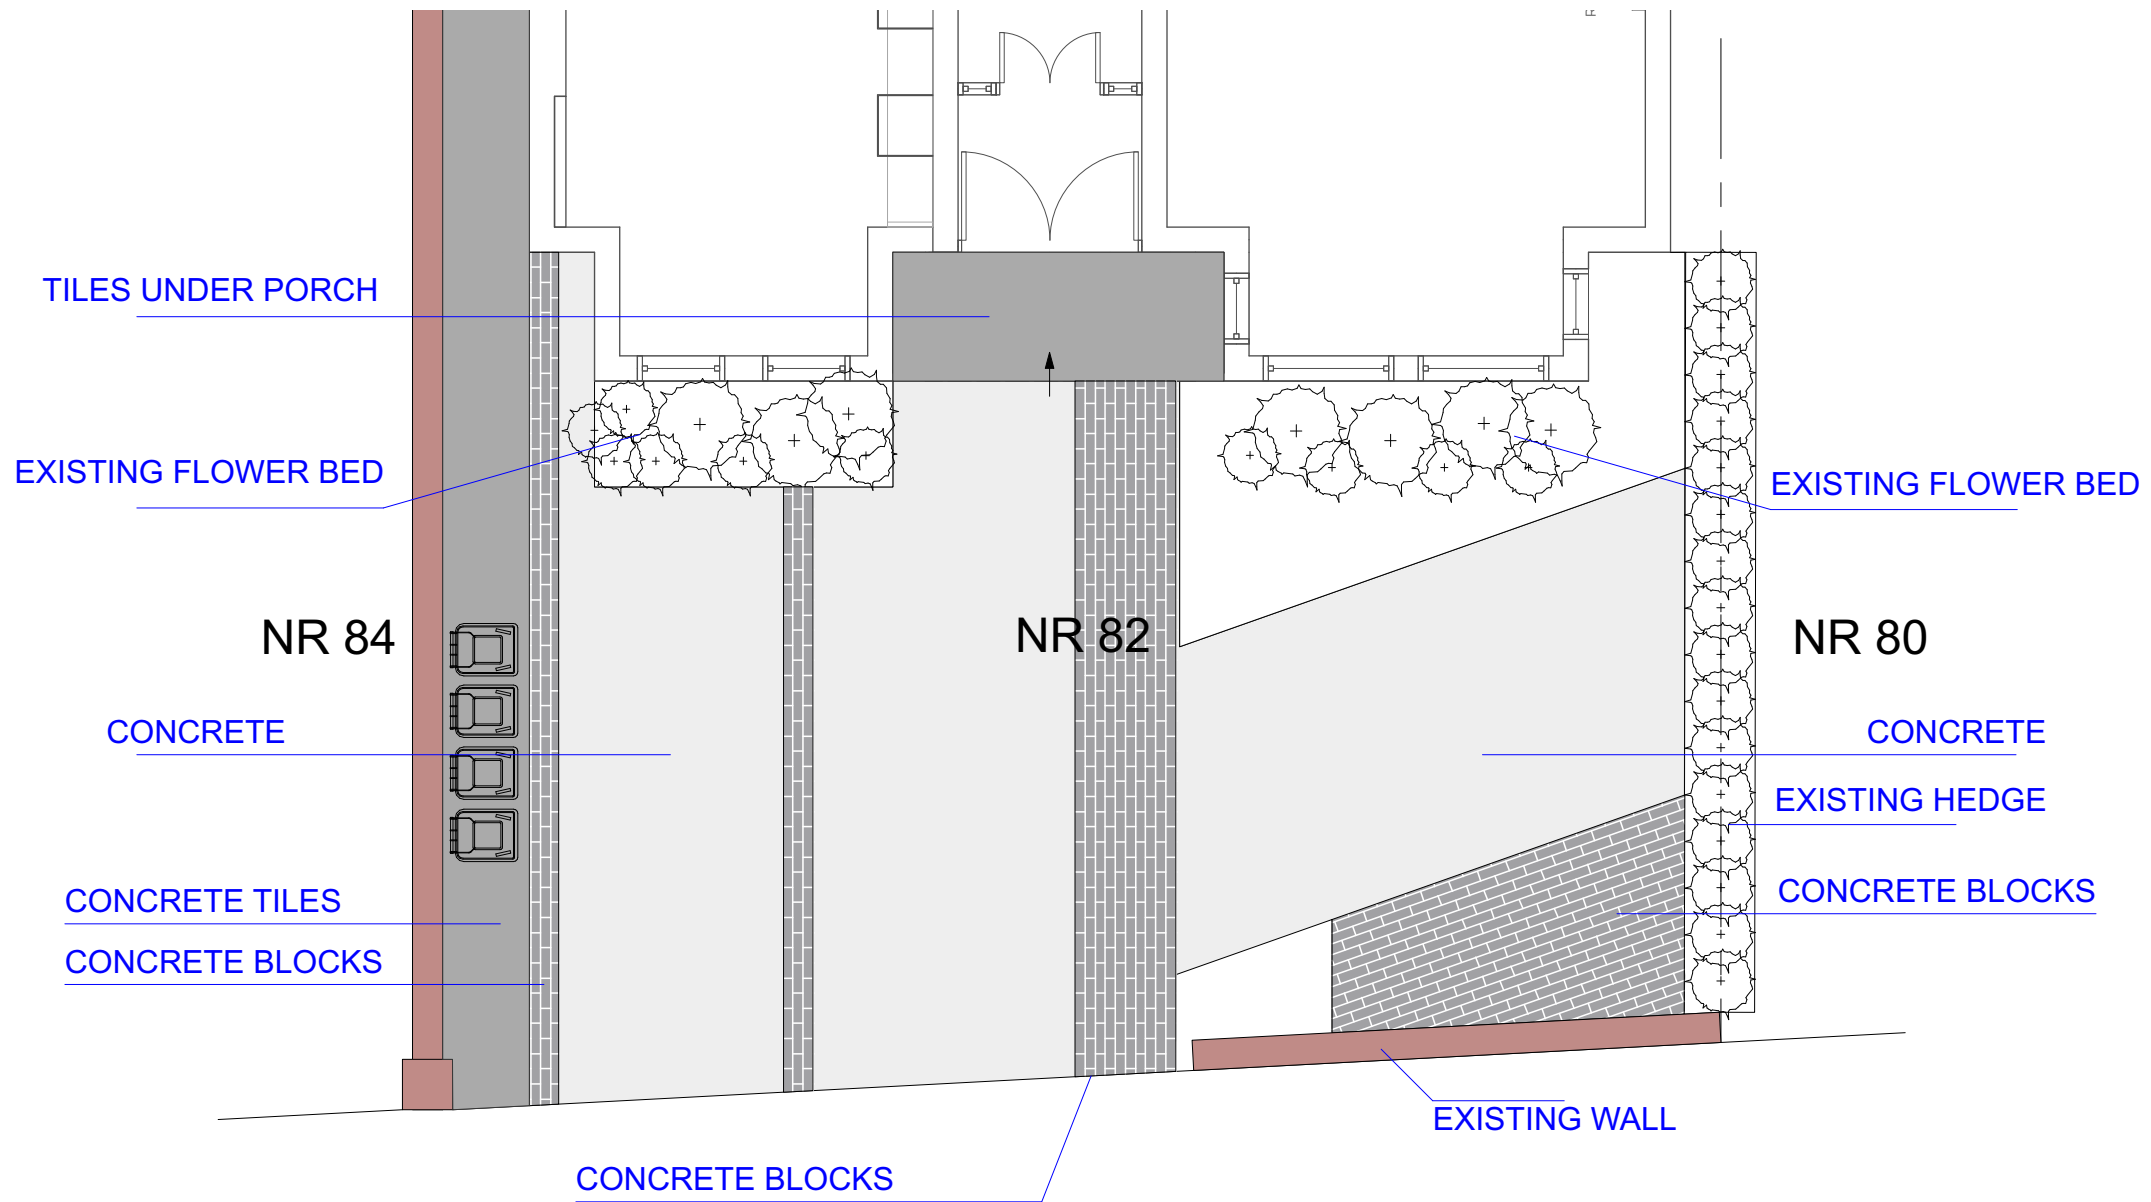 TILES UNDER PORCH
EXISTING FLOWER BED
EXISTING FLOWER BED
NR 84
NR 82
NR 80
CONCRETE
CONCRETE
EXISTING HEDGE
CONCRETE TILES
CONCRETE BLOCKS
CONCRETE BLOCKS
EXISTING WALL
CONCRETE BLOCKS